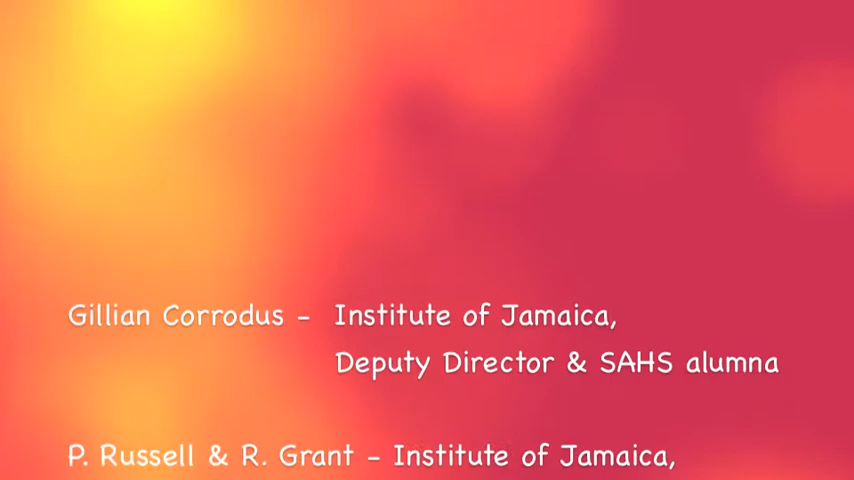 Gillian Corrodus - Institute of Jamaica,
Deputy Director & SAHS alumna
P. Russell & R. Grant - Institute of Jamaica,